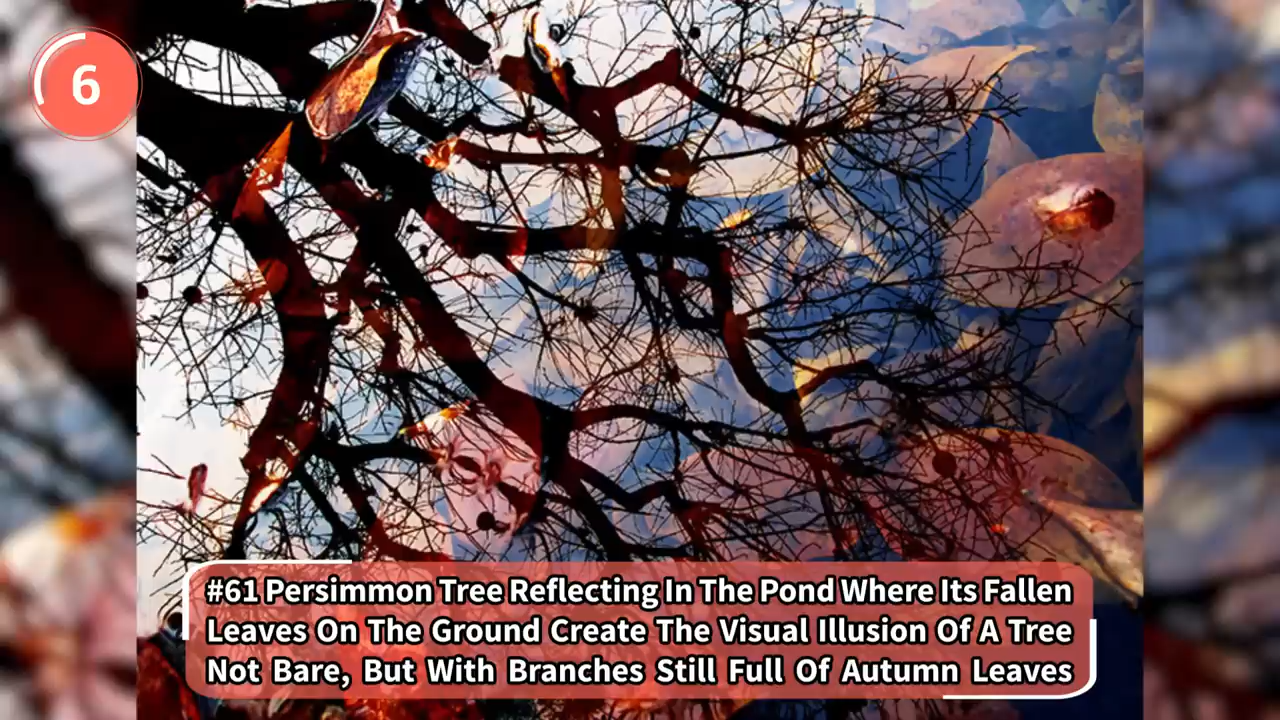 6
#61 Persimmon Tree Reflecting In The Pond Where Its Fallen
Leaves On The Ground Create The Visual Illusion Of A Tree
Not Bare, But With Branches Still Full Of Autumn Leaves